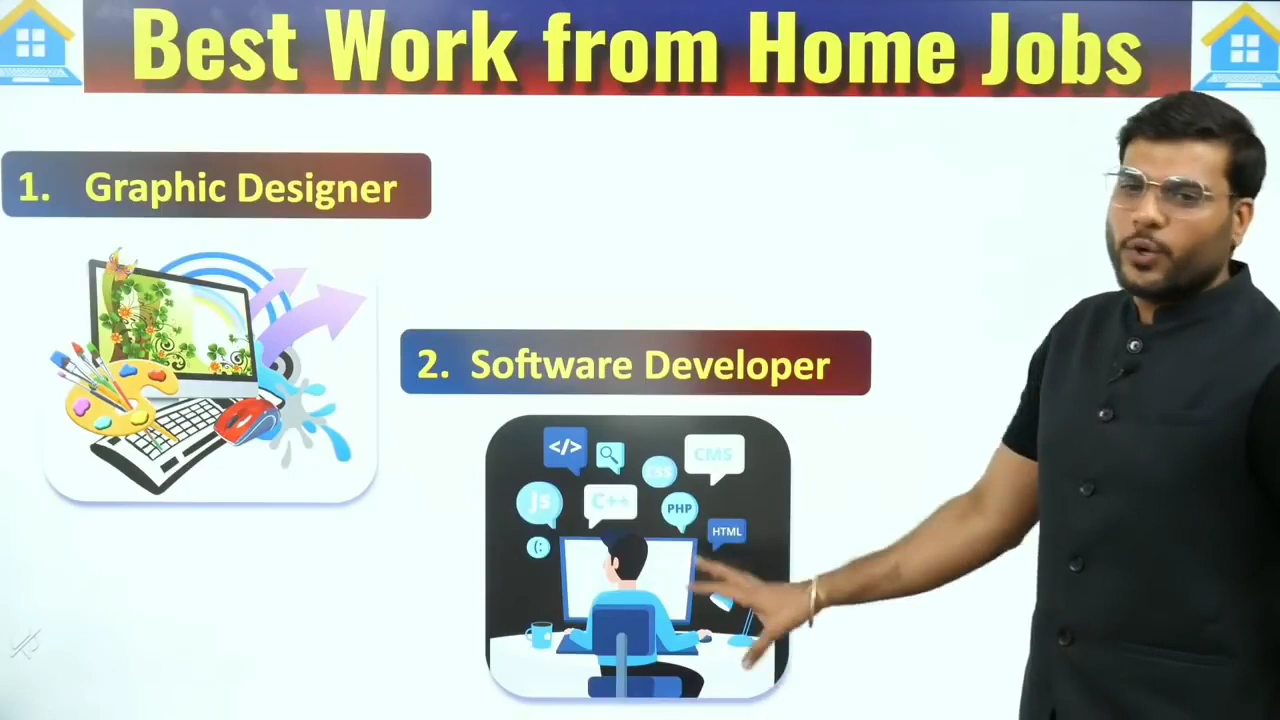 Best Work from Home Jobs
1. Graphic Designer
2. Software Developer
</>
CSS
CMS
Js
C++
PHP
HTML
{: